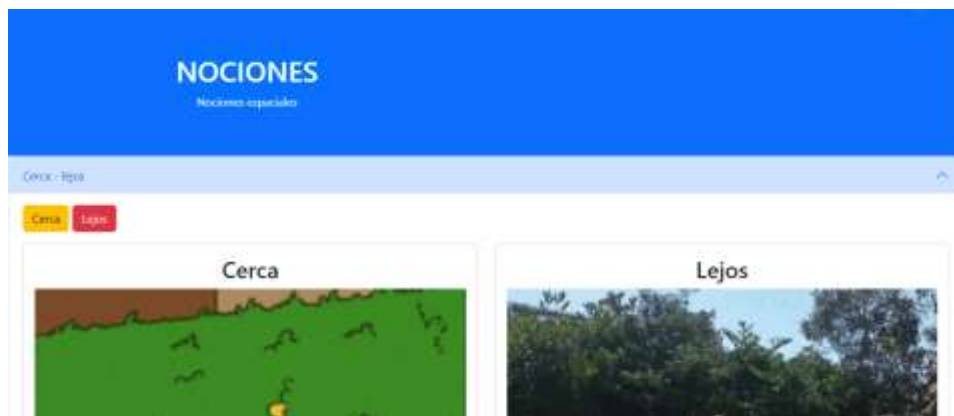 NOCIONES
Nociones espaciales
Cerca - lejos
Cerca Lejos
Cerca
Lejos